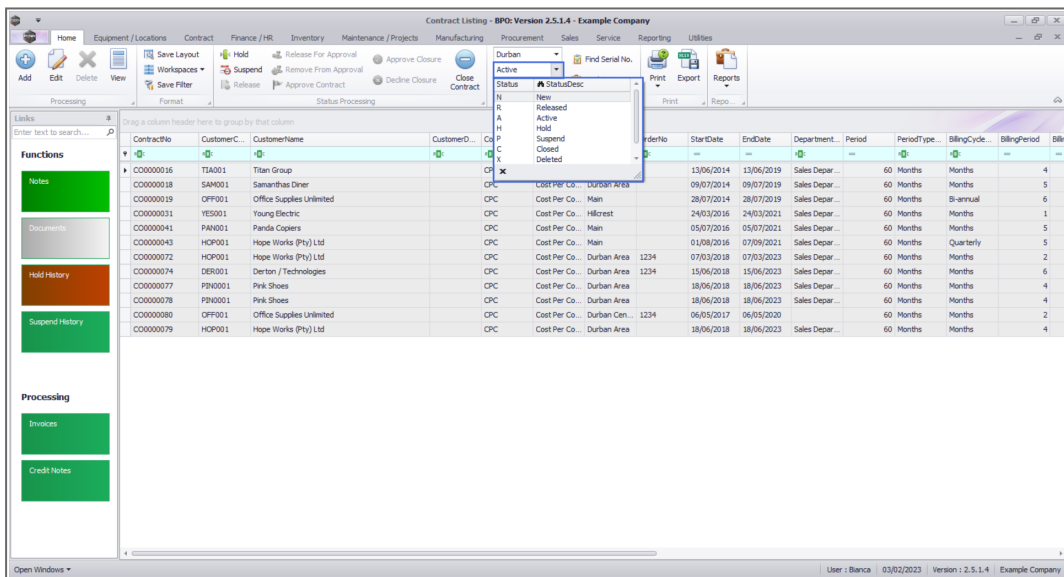 Contract Listing - BPO: Version 2.5.1.4 - Example Company
Home Equipment / Locations Contract Finance / HR Inventory Maintenance / Projects Manufacturing Procurement Sales Service Reporting Utilities
Add Edit Delete View
Processing
Save Layout
Workspaces
Save Filter
Format
Hold
Suspend
Release
Release For Approval
Remove From Approval
Approve Contract
Approve Closure
Decline Closure
Close Contract
Status Processing
Durban
Active
Find Serial No.
Print Export
Print
Reports
Repo...
Status StatusDesc
N New
R Released
A Active
H Hold
P Suspend
C Closed
X Deleted
Links
Enter text to search...
Functions
Notes
Documents
Hold History
Suspend History
Processing
Invoices
Credit Notes
Drag a column header here to group by that column
ContractNo CustomerC... CustomerName CustomerD... Co rderNo StartDate EndDate Department... Period PeriodType... BillingCycle... BillingPeriod Billin
CO0000016 TIA001 Titan Group CP 13/06/2014 13/06/2019 Sales Depar... 60 Months Months 4
CO0000018 SAM001 Samanthas Diner CPC Cost Per Co... Durban Area 09/07/2014 09/07/2019 Sales Depar... 60 Months Months 5
CO0000019 OFF001 Office Supplies Unlimited CPC Cost Per Co... Main 28/07/2014 28/07/2019 Sales Depar... 60 Months Bi-annual 6
CO0000031 YES001 Young Electric CPC Cost Per Co... Hillcrest 24/03/2016 24/03/2021 Sales Depar... 60 Months Months 1
CO0000041 PAN001 Panda Copiers CPC Cost Per Co... Main 05/07/2016 05/07/2021 Sales Depar... 60 Months Months 5
CO0000043 HOP001 Hope Works (Pty) Ltd CPC Cost Per Co... Main 01/08/2016 07/09/2021 Sales Depar... 60 Months Quarterly 5
CO0000072 HOP001 Hope Works (Pty) Ltd CPC Cost Per Co... Durban Area 1234 07/03/2018 07/03/2023 Sales Depar... 60 Months Months 2
CO0000074 DER001 Derton / Technologies CPC Cost Per Co... Durban Area 1234 15/06/2018 15/06/2023 Sales Depar... 60 Months Months 6
CO0000077 PIN0001 Pink Shoes CPC Cost Per Co... Durban Area 18/06/2018 18/06/2023 Sales Depar... 60 Months Months 4
CO0000078 PIN0001 Pink Shoes CPC Cost Per Co... Durban Area 18/06/2018 18/06/2023 Sales Depar... 60 Months Months 4
CO0000080 OFF001 Office Supplies Unlimited CPC Cost Per Co... Durban Cen... 1234 06/05/2017 06/05/2020 60 Months Months 2
CO0000079 HOP001 Hope Works (Pty) Ltd CPC Cost Per Co... Durban Area 18/06/2018 18/06/2023 Sales Depar... 60 Months Months 4
Open Windows User : Bianca 03/02/2023 Version : 2.5.1.4 Example Company